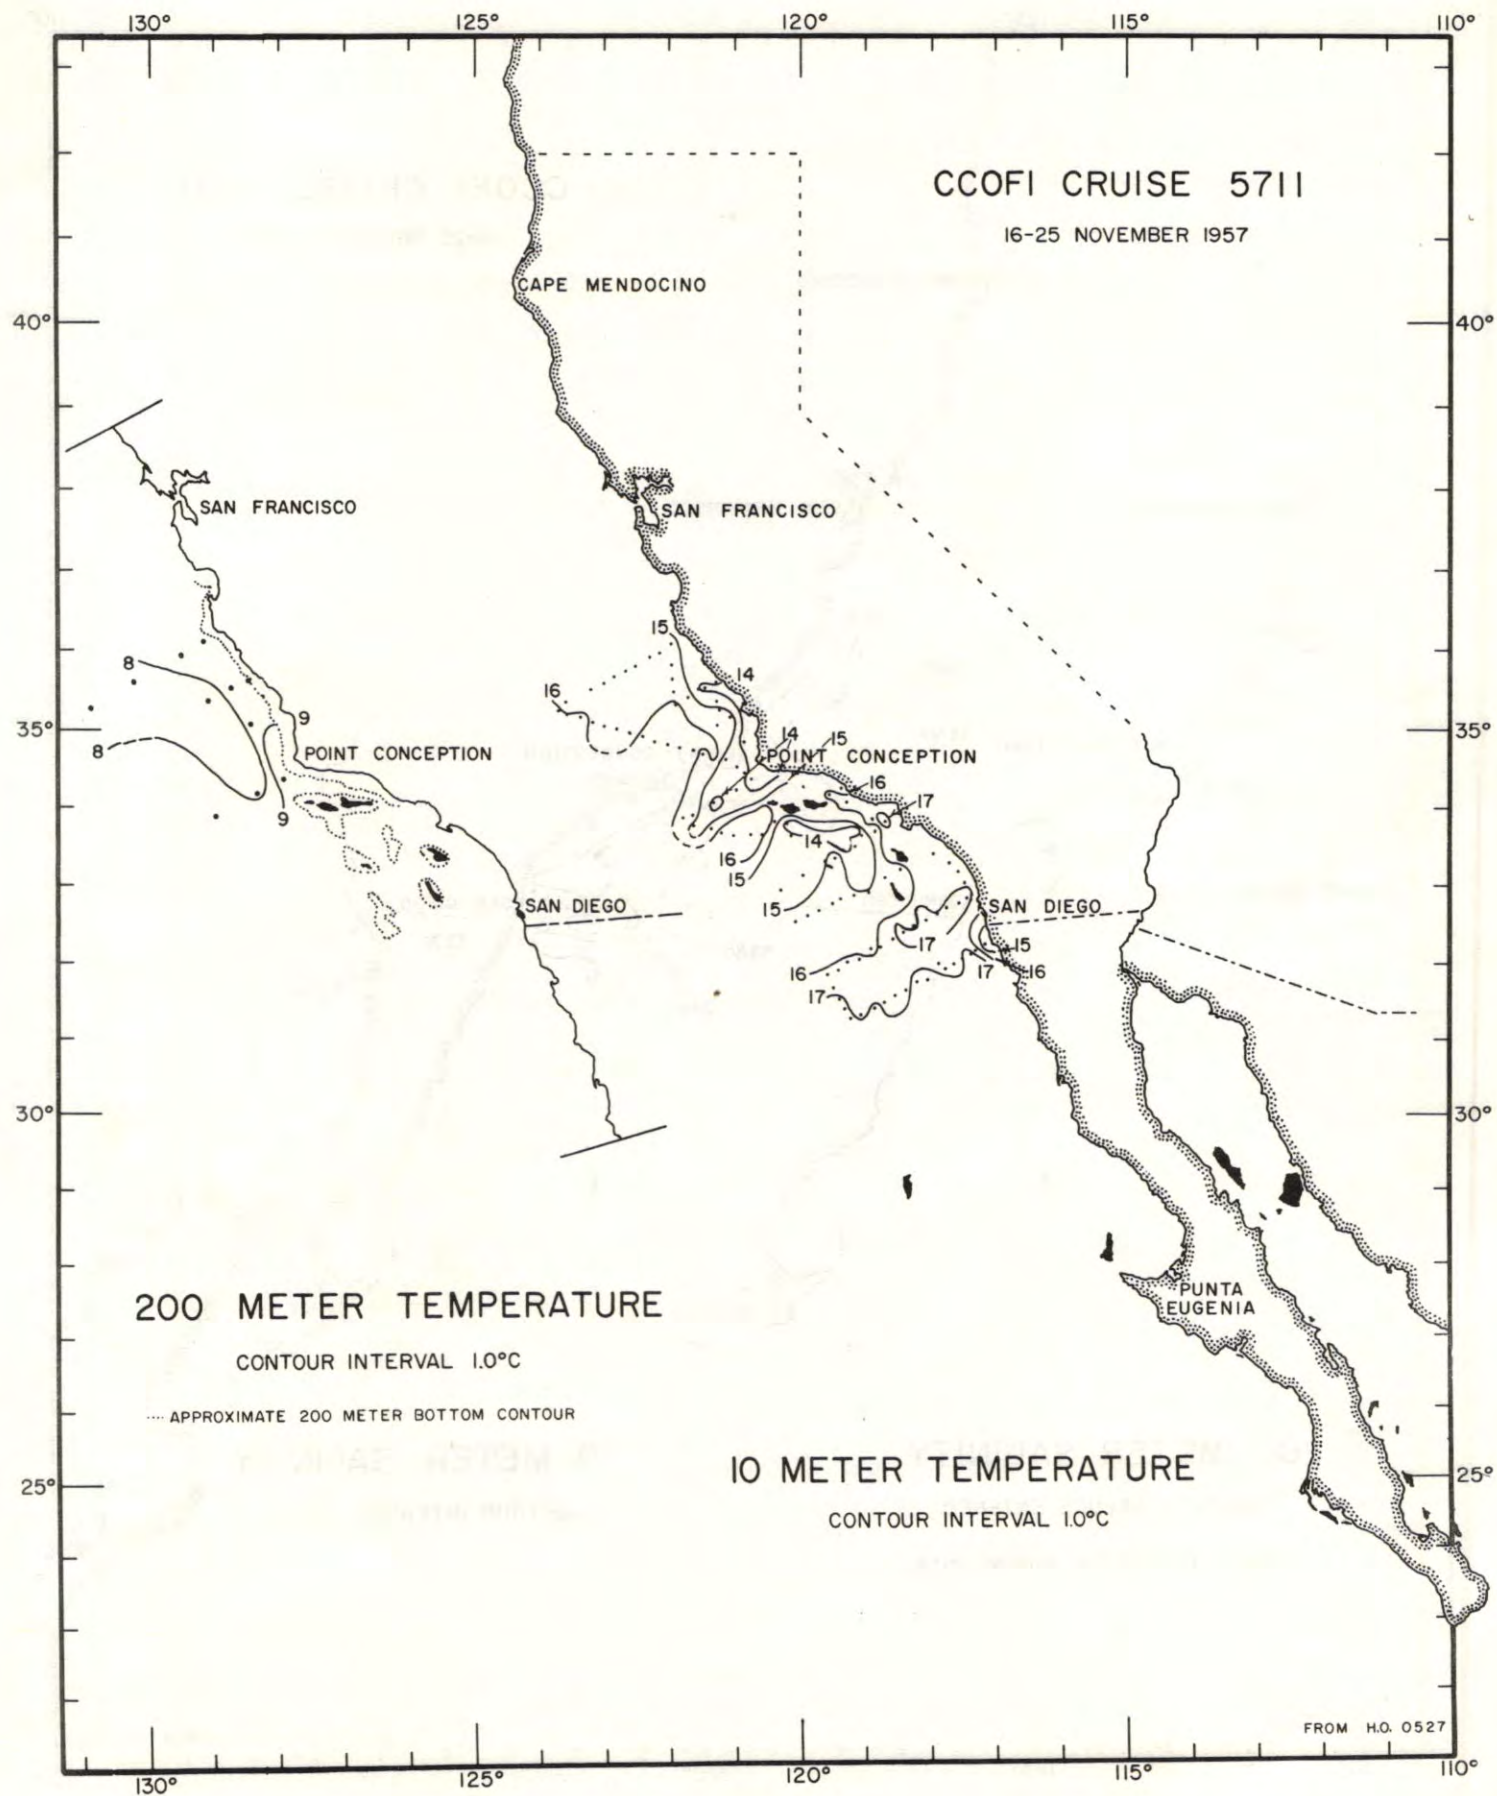 130° 125° 120° 115° 110°
CCOFI CRUISE 5711
16-25 NOVEMBER 1957
CAPE MENDOCINO
40° 40°
SAN FRANCISCO
SAN FRANCISCO
15
8
14
16
35° 9 35°
14 15
8 POINT CONCEPTION
POINT CONCEPTION
16
17
9
14
16
15
SAN DIEGO
SAN DIEGO
15
17 15
16 17 16
17
30° 30°
PUNTA
EUGENIA
200 METER TEMPERATURE
CONTOUR INTERVAL 1.0°C
.... APPROXIMATE 200 METER BOTTOM CONTOUR
10 METER TEMPERATURE
25° 25°
CONTOUR INTERVAL 1.0°C
FROM H.O. 0527
130° 125° 120° 115° 110°